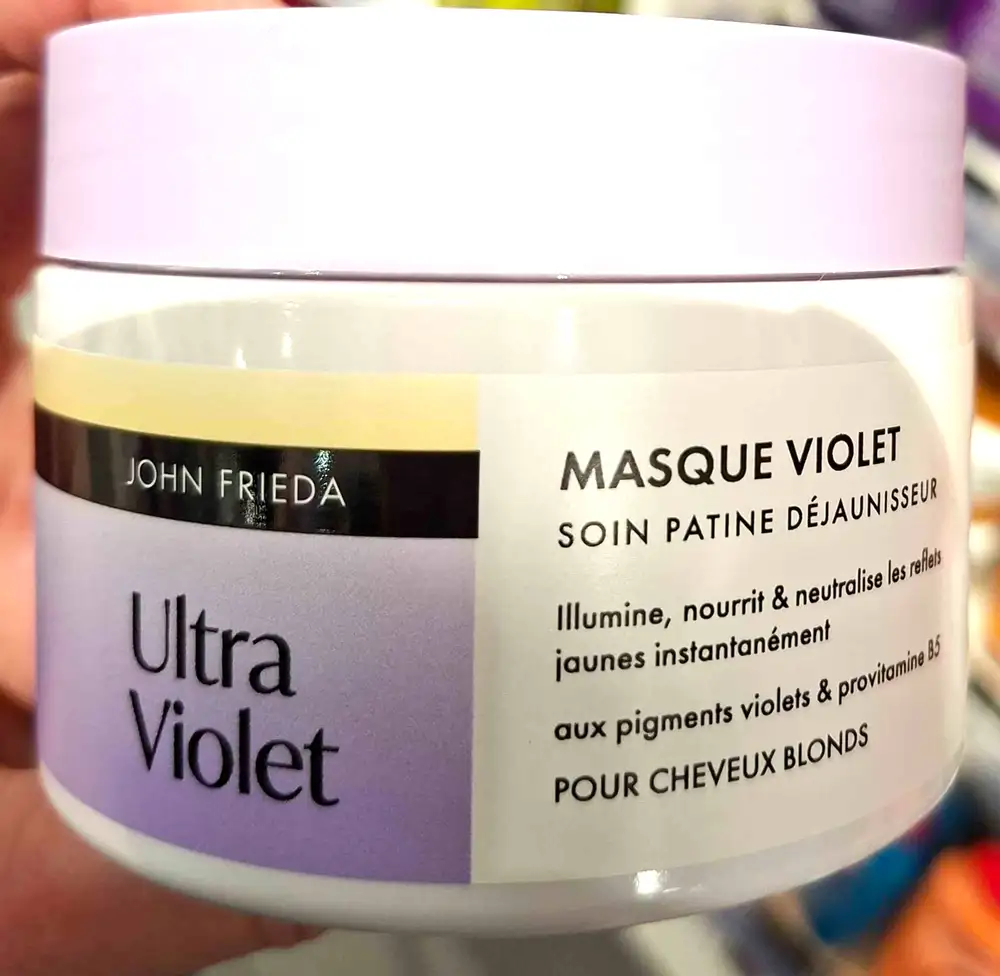 JOHN FRIEDA
Ultra
Violet
MASQUE VIOLET
SOIN PATINE DÉJAUNISSEUR
Illumine, nourrit & neutralise les reflets
jaunes instantanément
aux pigments violets & provitamine B5
POUR CHEVEUX BLONDS